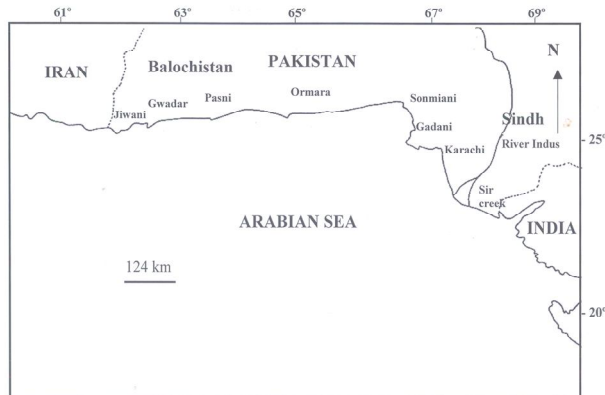 61° 63° 65° 67° 69°
N
IRAN Balochistan PAKISTAN
Jiwani Gwadar Pasni Ormara Sonmiani
Gadani Sindh
Karachi River Indus 25°
Sir
creek
ARABIAN SEA INDIA
124 km
20°